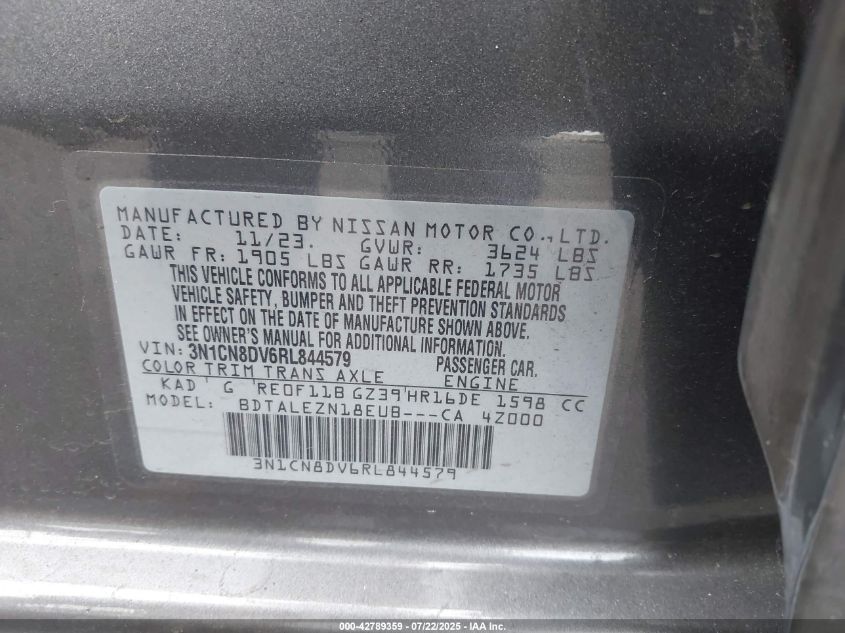 MANUFACTURED BY NISSAN MOTOR CO.,LTD.
DATE: 11/23. GVWR: 3624 LBS
GAWR FR: 1905 LBS GAWR RR: 1735 LBS
THIS VEHICLE CONFORMS TO ALL APPLICABLE FEDERAL MOTOR
VEHICLE SAFETY, BUMPER AND THEFT PREVENTION STANDARDS
IN EFFECT ON THE DATE OF MANUFACTURE SHOWN ABOVE.
SEE OWNER'S MANUAL FOR ADDITIONAL INFORMATION.
VIN: 3N1CN8DV6RL844579 PASSENGER CAR.
COLOR TRIM TRANS AXLE ENGINE
KAD ' G 'RE0F11B GZ39'HR16DE 1598 CC
MODEL: BDTALEZN18EUB---CA 4Z000
3N1CN8DV6RL844579
000-42789359 - 07/22/2025 - IAA Inc.